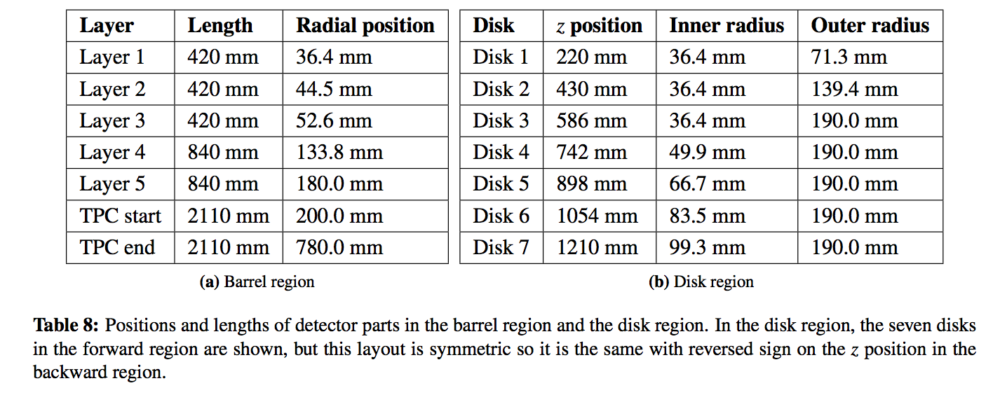 Layer Length Radial position Disk z position Inner radius Outer radius
Layer 1 420 mm 36.4 mm Disk 1 220 mm 36.4 mm 71.3 mm
Layer 2 420 mm 44.5 mm Disk 2 430 mm 36.4 mm 139.4 mm
Layer 3 420 mm 52.6 mm Disk 3 586 mm 36.4 mm 190.0 mm
Layer 4 840 mm 133.8 mm Disk 4 742 mm 49.9 mm 190.0 mm
Layer 5 840 mm 180.0 mm Disk 5 898 mm 66.7 mm 190.0 mm
TPC start 2110 mm 200.0 mm Disk 6 1054 mm 83.5 mm 190.0 mm
TPC end 2110 mm 780.0 mm Disk 7 1210 mm 99.3 mm 190.0 mm
(a) Barrel region (b) Disk region
Table 8: Positions and lengths of detector parts in the barrel region and the disk region. In the disk region, the seven disks
in the forward region are shown, but this layout is symmetric so it is the same with reversed sign on the z position in the
backward region.